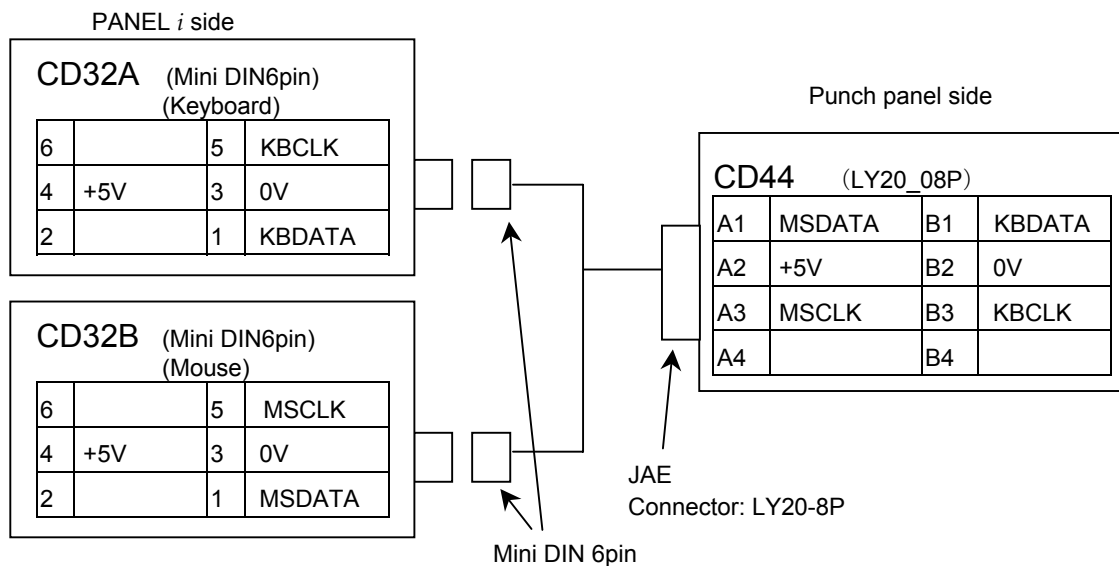 PANEL i side
CD32A (Mini DIN6pin)
(Keyboard)
6 5 KBCLK
4 +5V 3 0V
2 1 KBDATA
CD32B (Mini DIN6pin)
(Mouse)
6 5 MSCLK
4 +5V 3 0V
2 1 MSDATA
Punch panel side
CD44 （LY20_08P）
A1 MSDATA B1 KBDATA
A2 +5V B2 0V
A3 MSCLK B3 KBCLK
A4 B4
JAE
Connector: LY20-8P
Mini DIN 6pin